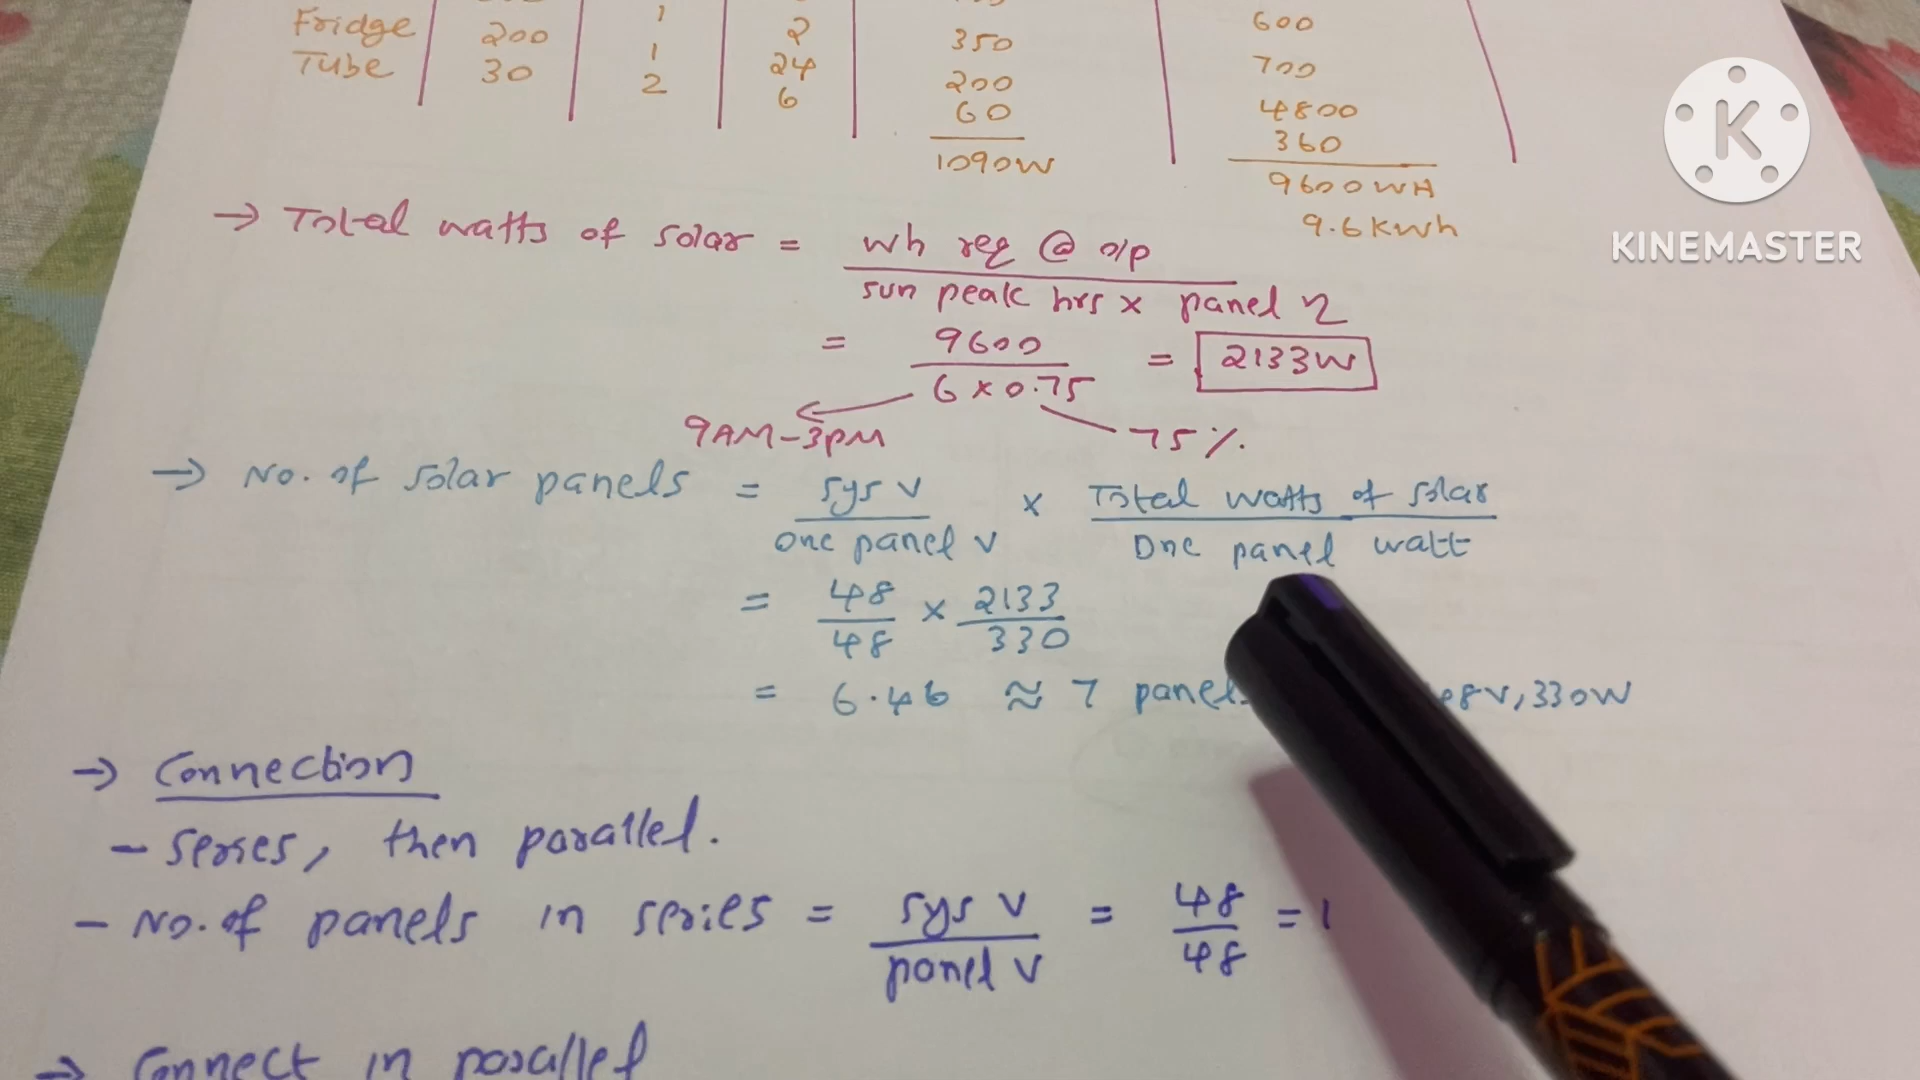 Fridge 200 1 2 350 600
Tube 30 1 24 200 700
2 6 60 4800
1090W 360
9600WH
9.6KWh
K
KINEMASTER
→ Total watts of solar = Wh req @ o/p
sun peak hrs × panel η
= 9600 = 2133W
6 × 0.75
9AM-3PM 75%.
→ No. of solar panels = sys v × Total watts of solar
One panel v One panel watt
= 48 × 2133
48 330
= 6.46 ≈ 7 panels 8V, 330W
→ Connection
- series, then parallel.
- No. of panels in series = sys v = 48 = 1
panel v 48
→ Connect in parallel